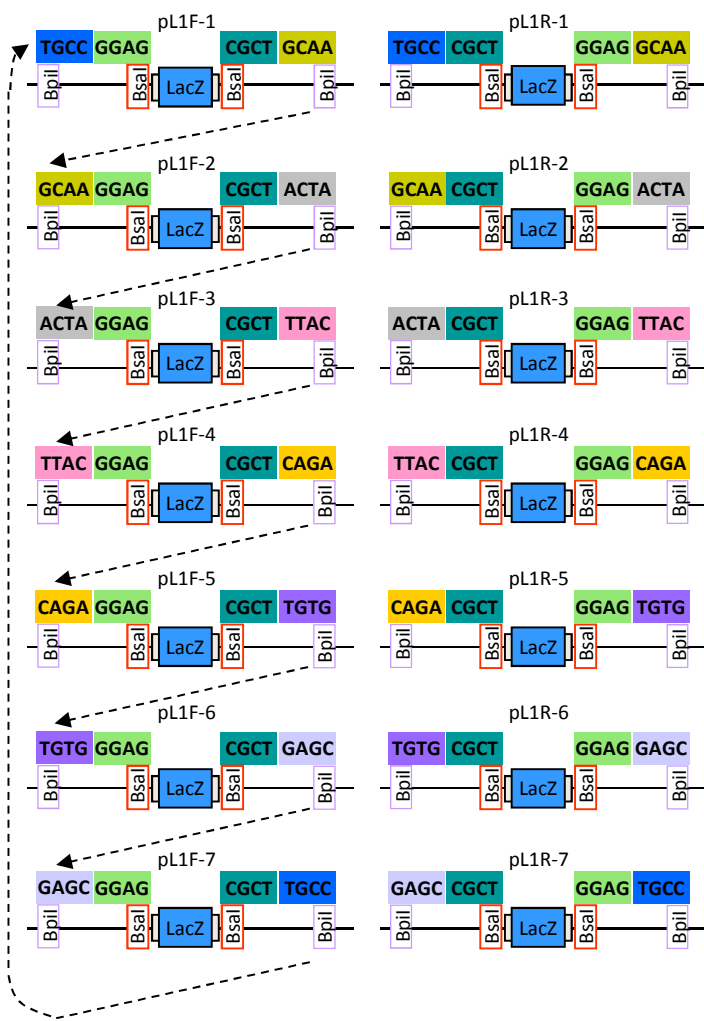 pL1F-1 pL1R-1
TGCC GGAG CGCT GCAA TGCC CGCT GGAG GCAA
BpiI BsaI LacZ BsaI BpiI BpiI BsaI LacZ BsaI BpiI
pL1F-2 pL1R-2
GCAA GGAG CGCT ACTA GCAA CGCT GGAG ACTA
BpiI BsaI LacZ BsaI BpiI BpiI BsaI LacZ BsaI BpiI
pL1F-3 pL1R-3
ACTA GGAG CGCT TTAC ACTA CGCT GGAG TTAC
BpiI BsaI LacZ BsaI BpiI BpiI BsaI LacZ BsaI BpiI
pL1F-4 pL1R-4
TTAC GGAG CGCT CAGA TTAC CGCT GGAG CAGA
BpiI BsaI LacZ BsaI BpiI BpiI BsaI LacZ BsaI BpiI
pL1F-5 pL1R-5
CAGA GGAG CGCT TGTG CAGA CGCT GGAG TGTG
BpiI BsaI LacZ BsaI BpiI BpiI BsaI LacZ BsaI BpiI
pL1F-6 pL1R-6
TGTG GGAG CGCT GAGC TGTG CGCT GGAG GAGC
BpiI BsaI LacZ BsaI BpiI BpiI BsaI LacZ BsaI BpiI
pL1F-7 pL1R-7
GAGC GGAG CGCT TGCC GAGC CGCT GGAG TGCC
BpiI BsaI LacZ BsaI BpiI BpiI BsaI LacZ BsaI BpiI